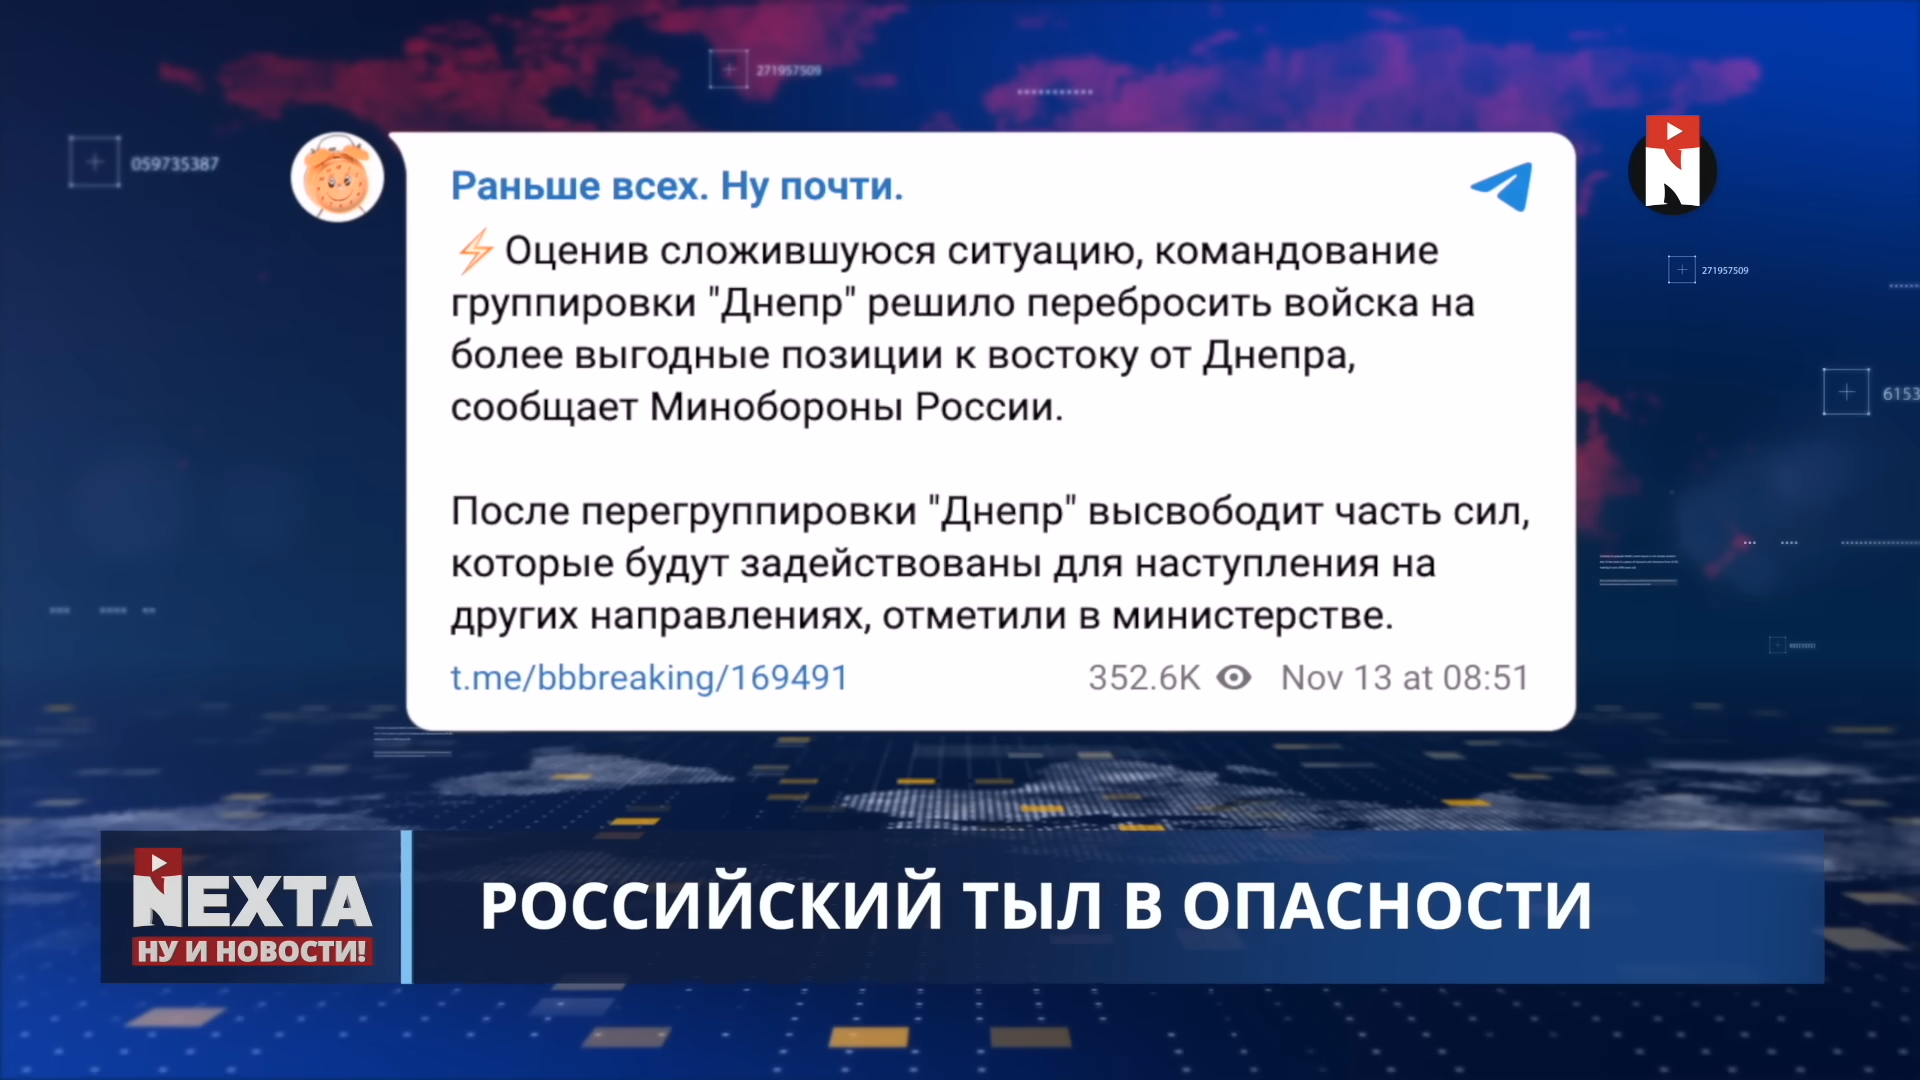 271957509
059735387
Раньше всех. Ну почти.
⚡Оценив сложившуюся ситуацию, командование
группировки "Днепр" решило перебросить войска на
более выгодные позиции к востоку от Днепра,
сообщает Минобороны России.
После перегруппировки "Днепр" высвободит часть сил,
которые будут задействованы для наступления на
других направлениях, отметили в министерстве.
t.me/bbbreaking/169491 352.6K Nov 13 at 08:51
N
271957509
6153
NEXTA
НУ И НОВОСТИ!
РОССИЙСКИЙ ТЫЛ В ОПАСНОСТИ